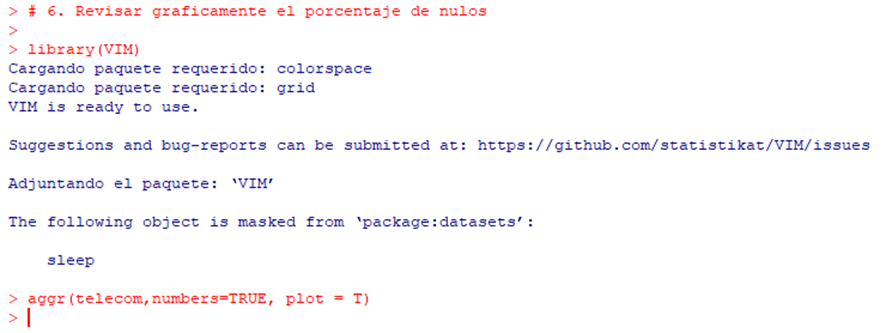 > # 6. Revisar graficamente el porcentaje de nulos
>
> library(VIM)
Cargando paquete requerido: colorspace
Cargando paquete requerido: grid
VIM is ready to use.
Suggestions and bug-reports can be submitted at: https://github.com/statistikat/VIM/issues
Adjuntando el paquete: ‘VIM’
The following object is masked from ‘package:datasets’:
sleep
> aggr(telecom,numbers=TRUE, plot = T)
>